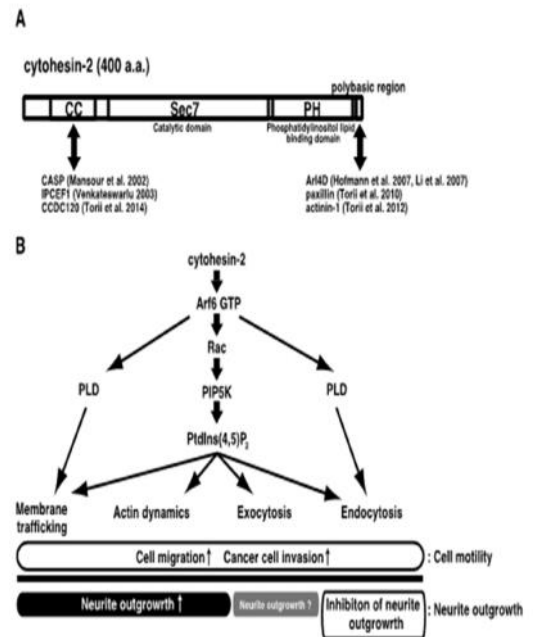 A
cytohesin-2 (400 a.a.)
polybasic region
CC Sec7 PH
Catalytic domain
Phosphatidylinositol lipid
binding domain
CASP (Mansour et al. 2002)
IPCEF1 (Venkateswarlu 2003)
CCDC120 (Torii et al. 2014)
Arl4D (Hofmann et al. 2007, Li et al. 2007)
paxillin (Torii et al. 2010)
actinin-1 (Torii et al. 2012)
B
cytohesin-2
Arf6 GTP
Rac
PLD PIP5K PLD
PtdIns(4,5)P2
Membrane
trafficking
Actin dynamics Exocytosis Endocytosis
Cell migration↑ Cancer cell invasion↑ : Cell motility
Neurite outgrowrth ↑ Neurite outgrowrth ? Inhibiton of neurite
outgrowrth
: Neurite outgrowth